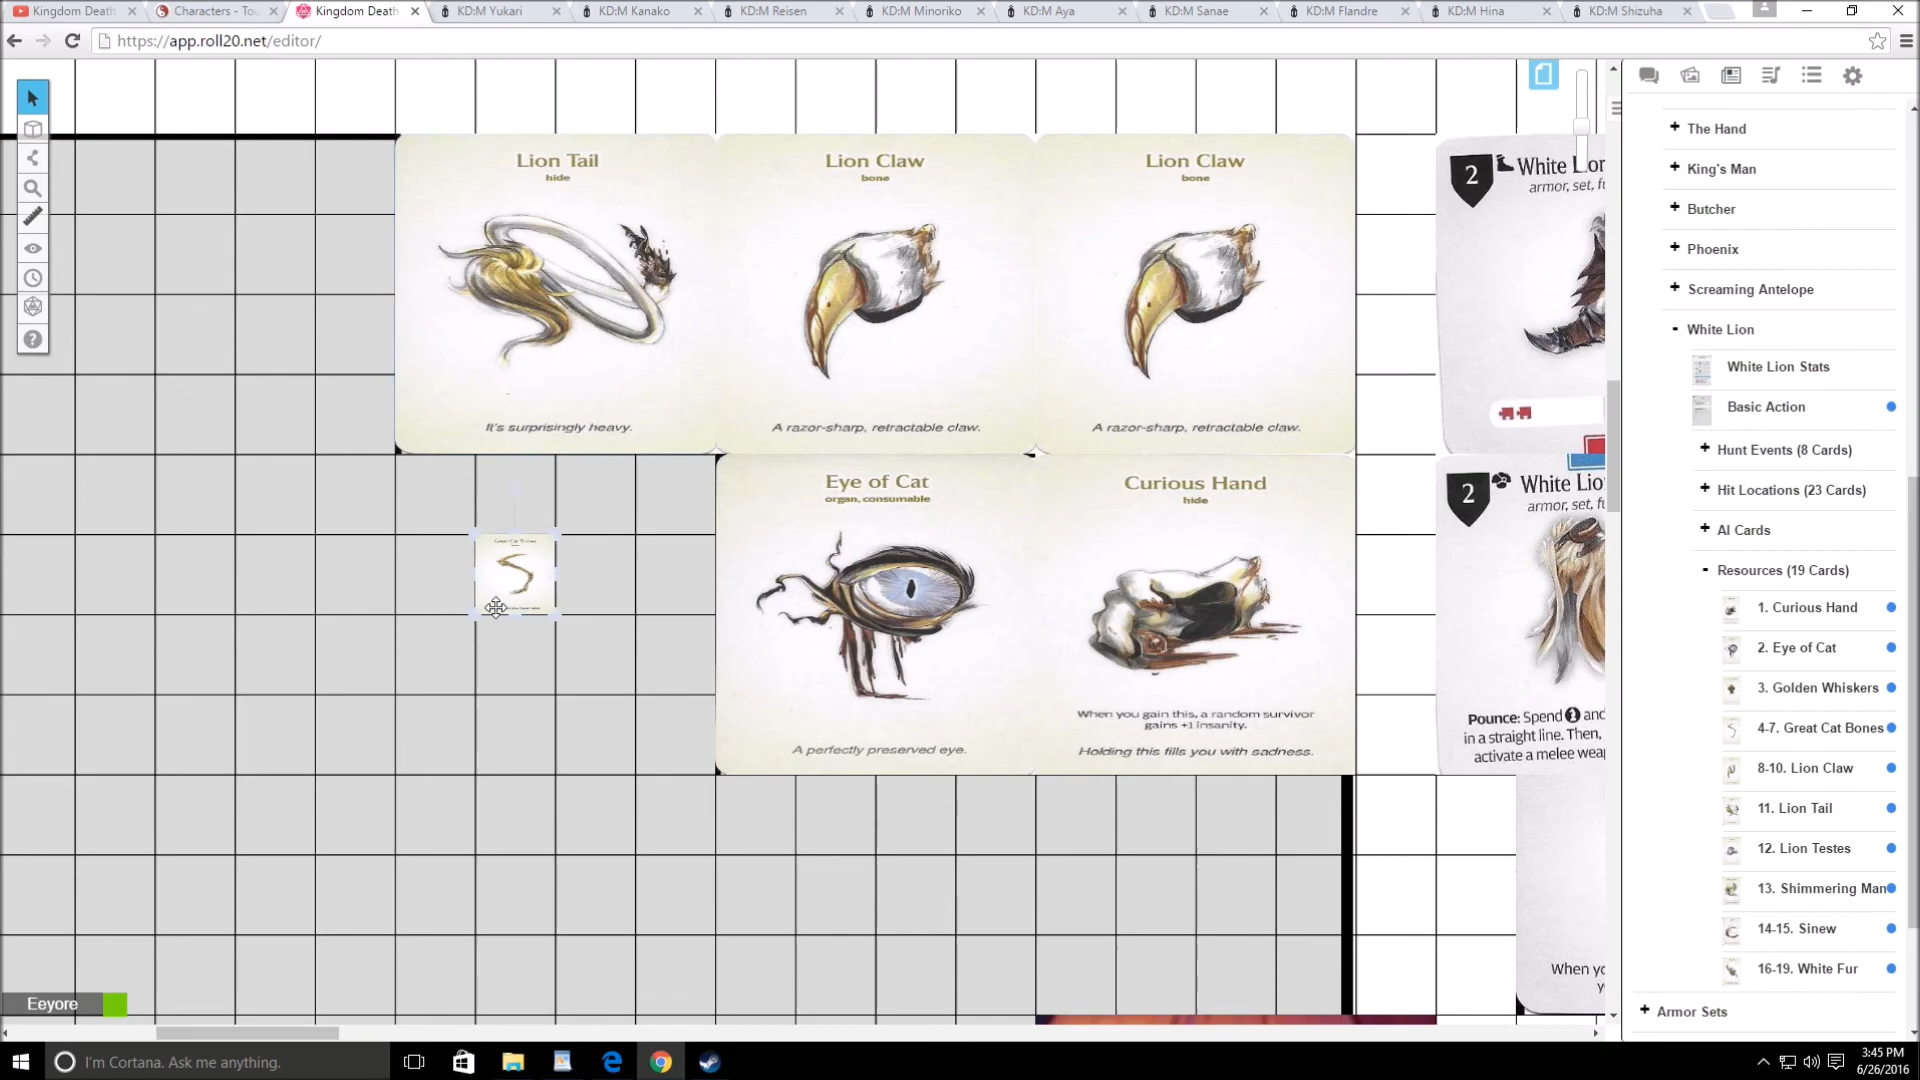 Kingdom Death
Characters - Tou
Kingdom Death
KD:M Yukari
KD:M Kanako
KD:M Reisen
KD:M Minoriko
KD:M Aya
KD:M Sanae
KD:M Flandre
KD:M Hina
KD:M Shizuha
https://app.roll20.net/editor/
Lion Tail
hide
It's surprisingly heavy.
Lion Claw
bone
A razor-sharp, retractable claw.
Lion Claw
bone
A razor-sharp, retractable claw.
2
White Lion
armor, set, fu
Great Cat Bones
Eye of Cat
organ, consumable
A perfectly preserved eye.
Curious Hand
hide
When you gain this, a random survivor
gains +1 insanity.
Holding this fills you with sadness.
2
White Lio
armor, set, fu
Pounce: Spend and
in a straight line. Then,
activate a melee weap
When yo
y
The Hand
King's Man
Butcher
Phoenix
Screaming Antelope
White Lion
White Lion Stats
Basic Action
Hunt Events (8 Cards)
Hit Locations (23 Cards)
AI Cards
Resources (19 Cards)
1. Curious Hand
2. Eye of Cat
3. Golden Whiskers
4-7. Great Cat Bones
8-10. Lion Claw
11. Lion Tail
12. Lion Testes
13. Shimmering Man
14-15. Sinew
16-19. White Fur
Armor Sets
Eeyore
I'm Cortana. Ask me anything.
3:45 PM
6/26/2016